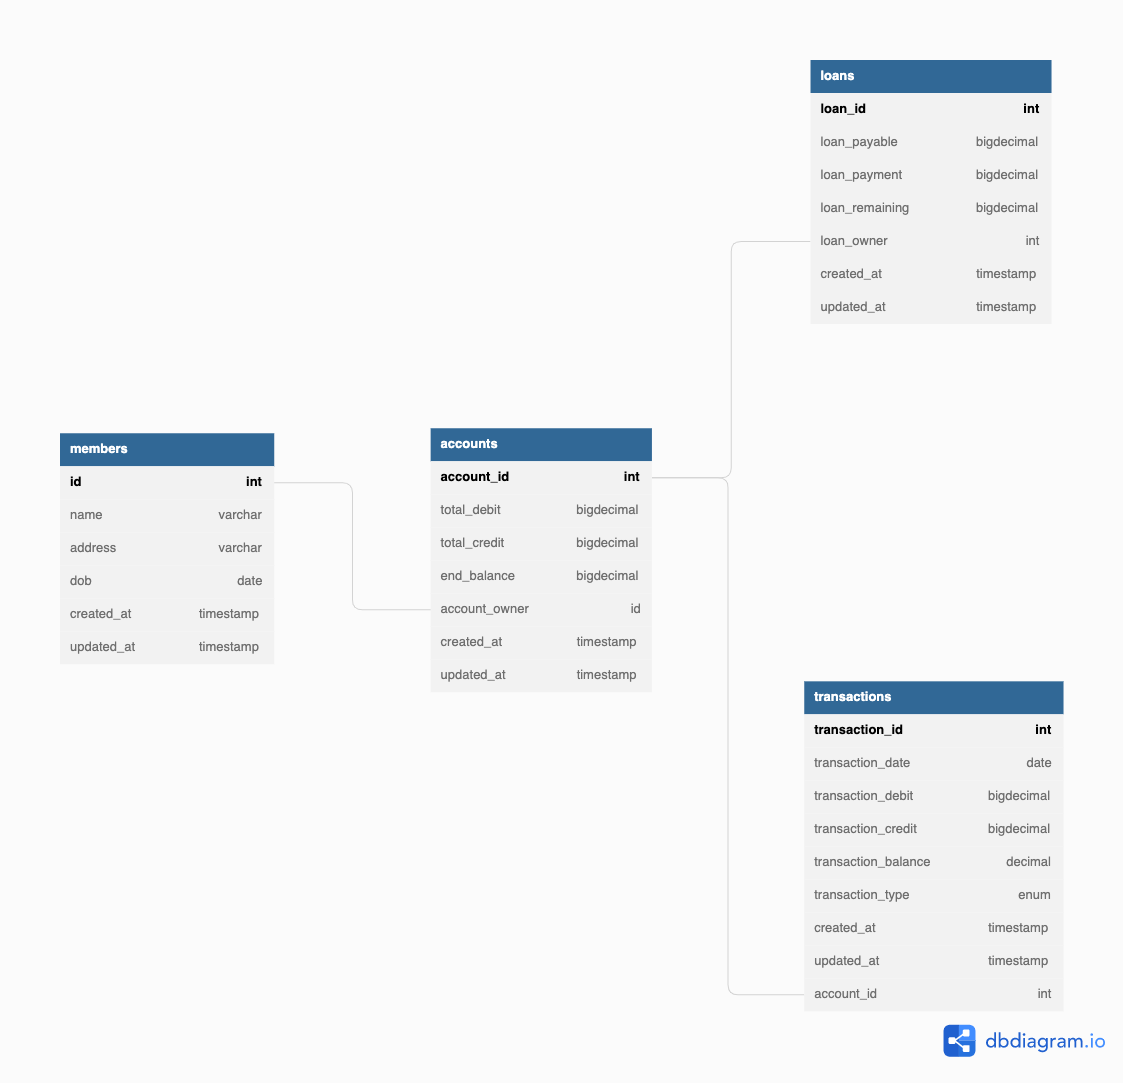 loans
loan_id int
loan_payable bigdecimal
loan_payment bigdecimal
loan_remaining bigdecimal
loan_owner int
created_at timestamp
updated_at timestamp
members
id int
name varchar
address varchar
dob date
created_at timestamp
updated_at timestamp
accounts
account_id int
total_debit bigdecimal
total_credit bigdecimal
end_balance bigdecimal
account_owner id
created_at timestamp
updated_at timestamp
transactions
transaction_id int
transaction_date date
transaction_debit bigdecimal
transaction_credit bigdecimal
transaction_balance decimal
transaction_type enum
created_at timestamp
updated_at timestamp
account_id int
dbdiagram.io